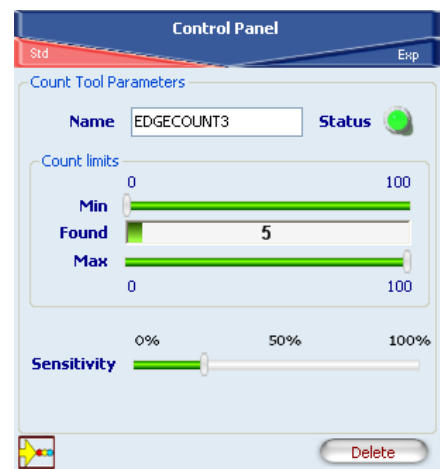 Control Panel
Std Exp
Count Tool Parameters
Name EDGECOUNT3 Status
Count limits
0 100
Min
Found 5
Max
0 100
0% 50% 100%
Sensitivity
Delete